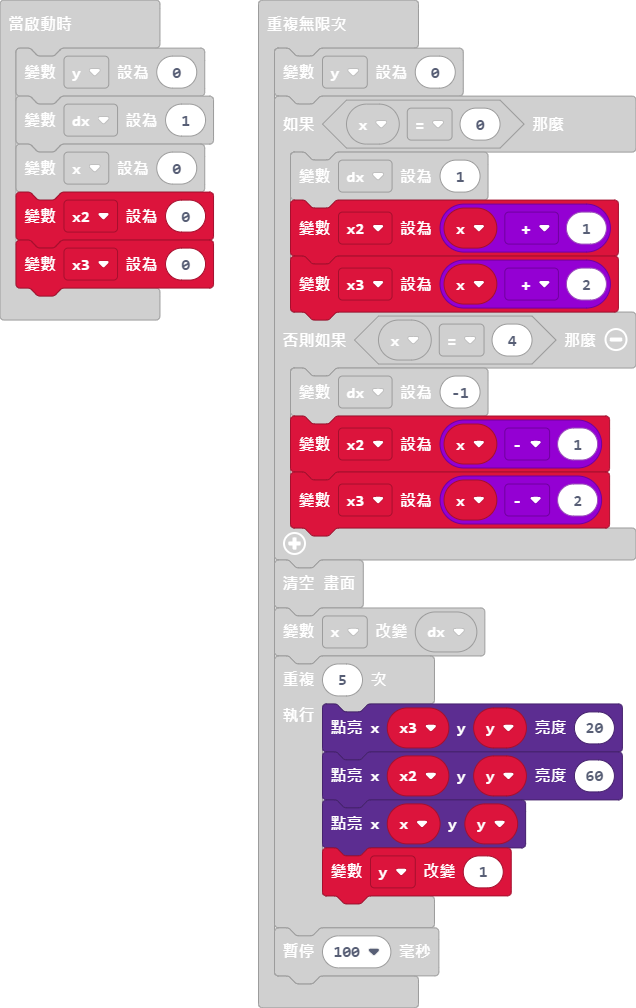 當啟動時
變數 y 設為 0
變數 dx 設為 1
變數 x 設為 0
變數 x2 設為 0
變數 x3 設為 0
重複無限次
變數 y 設為 0
如果 x = 0 那麼
變數 dx 設為 1
變數 x2 設為 x + 1
變數 x3 設為 x + 2
否則如果 x = 4 那麼
變數 dx 設為 -1
變數 x2 設為 x - 1
變數 x3 設為 x - 2
清空 畫面
變數 x 改變 dx
重複 5 次
執行
點亮 x x3 y y 亮度 20
點亮 x x2 y y 亮度 60
點亮 x x y y
變數 y 改變 1
暫停 100 毫秒